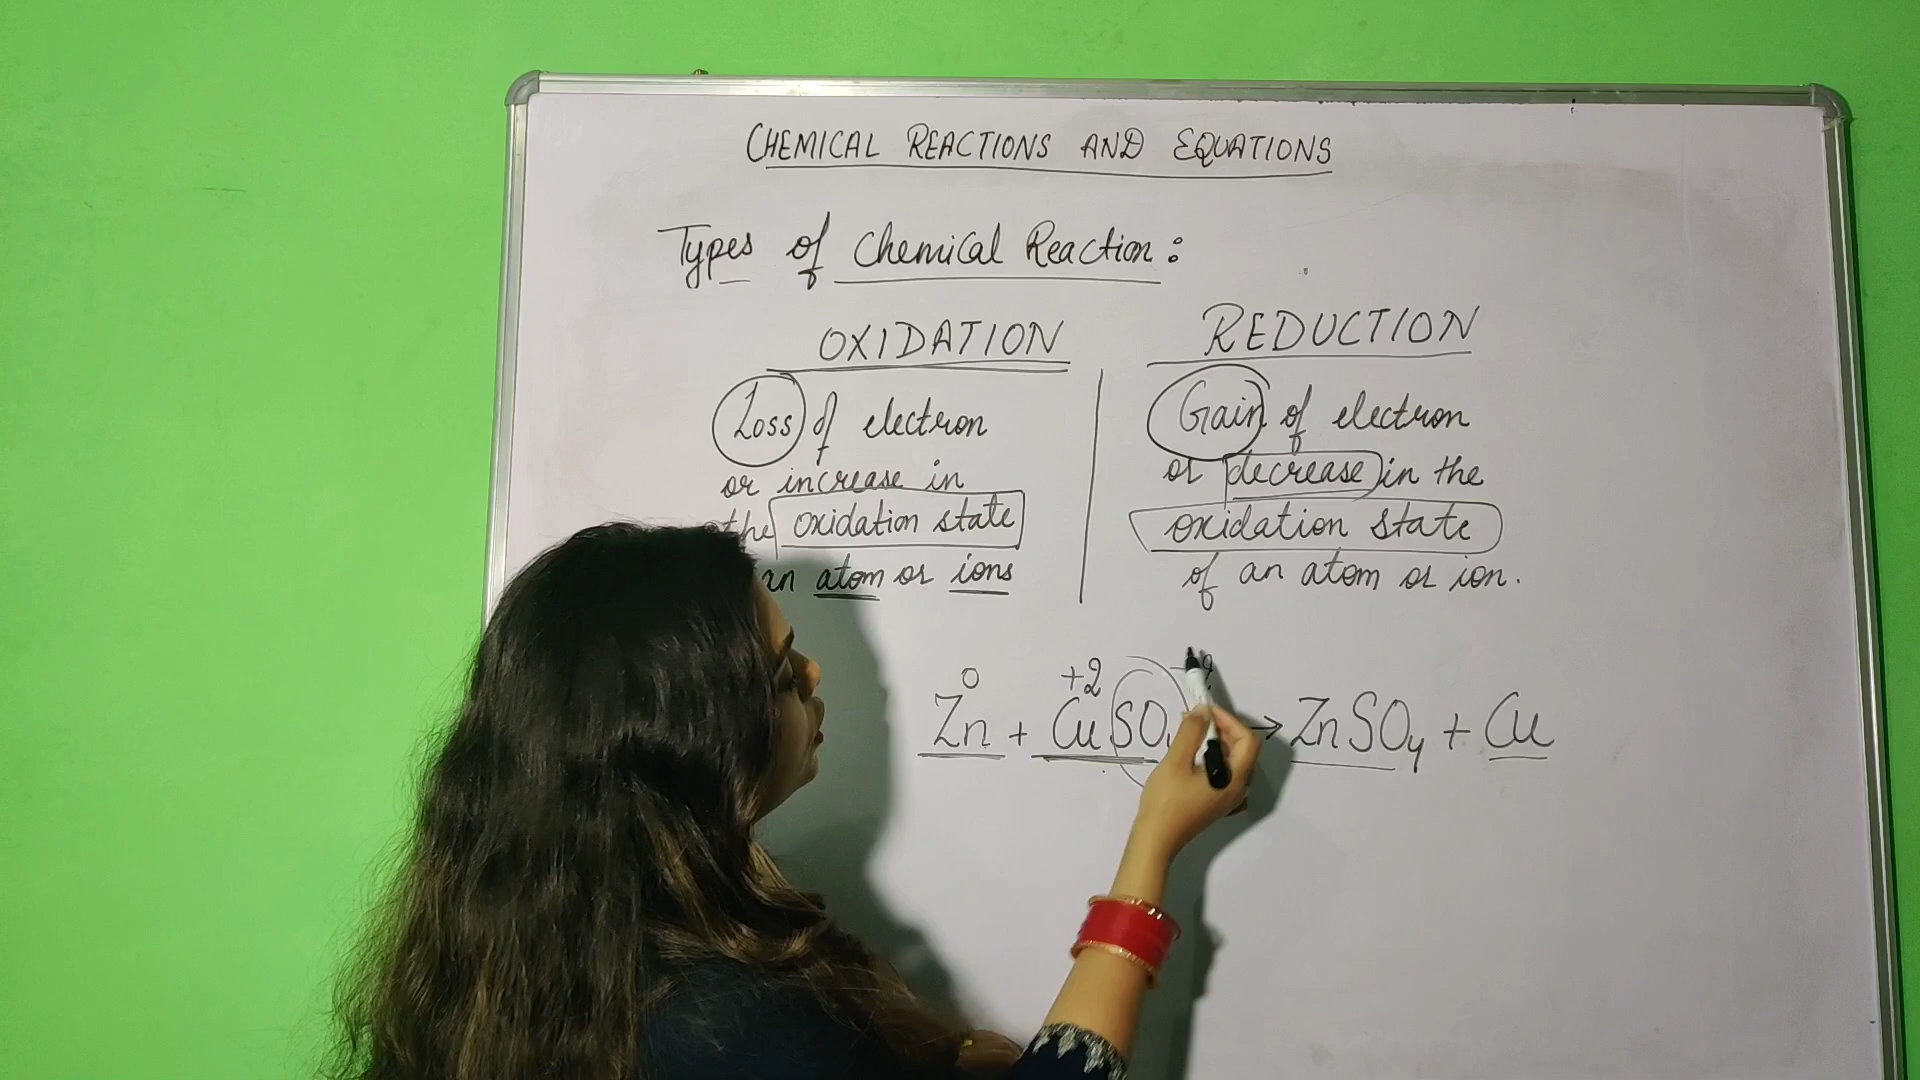 CHEMICAL REACTIONS AND EQUATIONS
Types of Chemical Reaction:
OXIDATION
Loss of electron
or increase in
the oxidation state
an atom or ions
REDUCTION
Gain of electron
or decrease in the
oxidation state
of an atom or ion.
0 +2
Zn + CuSO → ZnSO4 + Cu